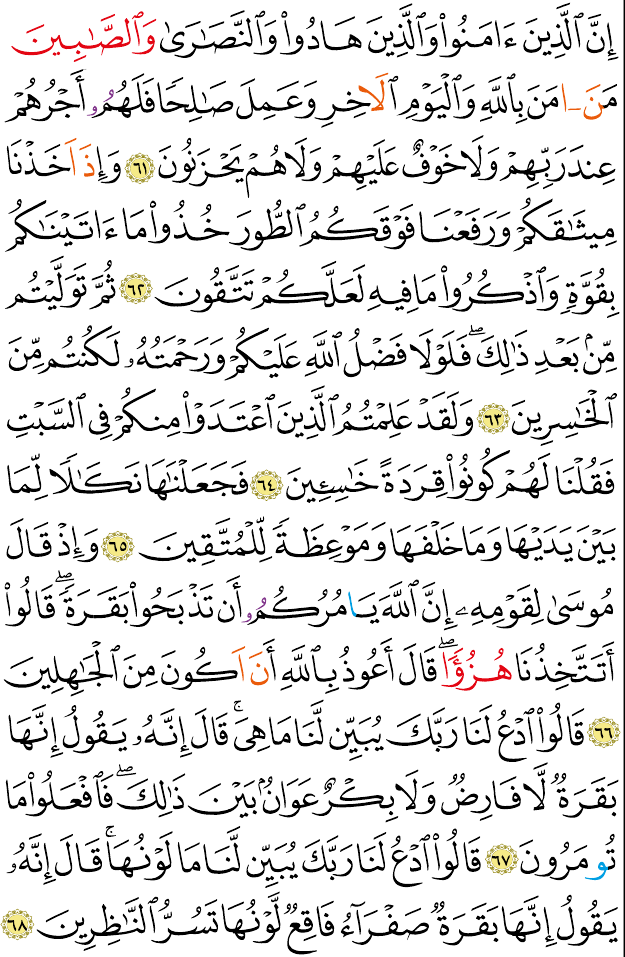 إِنَّ ٱلَّذِينَ ءَامَنُواْ وَٱلَّذِينَ هَادُواْ وَٱلنَّصَٰرَىٰ وَٱلصَّٰبِينَ
مَنَ ـ۬امَنَ بِٱللَّهِ وَٱلْيَوْمِ ٱلَاخِرِ وَعَمِلَ صَٰلِحًا فَلَهُمُۥ أَجْرُهُمْ
عِندَ رَبِّهِمْ وَلَا خَوْفٌ عَلَيْهِمْ وَلَا هُمْ يَحْزَنُونَ ٦١ وَإِذَ اَخَذْنَا
مِيثَٰقَكُمْ وَرَفَعْنَا فَوْقَكُمُ ٱلطُّورَ خُذُواْ مَا ءَاتَيْنَٰكُم
بِقُوَّةٍ وَٱذْكُرُواْ مَا فِيهِ لَعَلَّكُمْ تَتَّقُونَ ٦٢ ثُمَّ تَوَلَّيْتُم
مِّنۢ بَعْدِ ذَٰلِكَۖ فَلَوْلَا فَضْلُ ٱللَّهِ عَلَيْكُمْ وَرَحْمَتُهُۥ لَكُنتُم مِّنَ
ٱلْخَٰسِرِينَ ٦٣ وَلَقَدْ عَلِمْتُمُ ٱلَّذِينَ ٱعْتَدَوْاْ مِنكُمْ فِي ٱلسَّبْتِ
فَقُلْنَا لَهُمْ كُونُواْ قِرَدَةً خَٰسِـِٔينَ ٦٤ فَجَعَلْنَٰهَا نَكَٰلًا لِّمَا
بَيْنَ يَدَيْهَا وَمَا خَلْفَهَا وَمَوْعِظَةً لِّلْمُتَّقِينَ ٦٥ وَإِذْ قَالَ
مُوسَىٰ لِقَوْمِهِۦ إِنَّ ٱللَّهَ يَامُرُكُمُۥ أَن تَذْبَحُواْ بَقَرَةًۖ قَالُواْ
أَتَتَّخِذُنَا هُزُؤًاۖ قَالَ أَعُوذُ بِٱللَّهِ أَنَ اَكُونَ مِنَ ٱلْجَٰهِلِينَ
٦٦ قَالُواْ ٱدْعُ لَنَا رَبَّكَ يُبَيِّن لَّنَا مَا هِيَۚ قَالَ إِنَّهُۥ يَقُولُ إِنَّهَا
بَقَرَةٌ لَّا فَارِضٌ وَلَا بِكْرٌ عَوَانٌۢ بَيْنَ ذَٰلِكَۖ فَٱفْعَلُواْ مَا
تُومَرُونَ ٦٧ قَالُواْ ٱدْعُ لَنَا رَبَّكَ يُبَيِّن لَّنَا مَا لَوْنُهَاۚ قَالَ إِنَّهُۥ
يَقُولُ إِنَّهَا بَقَرَةٌ صَفْرَآءُ فَاقِعٌ لَّوْنُهَا تَسُرُّ ٱلنَّٰظِرِينَ ٦٨